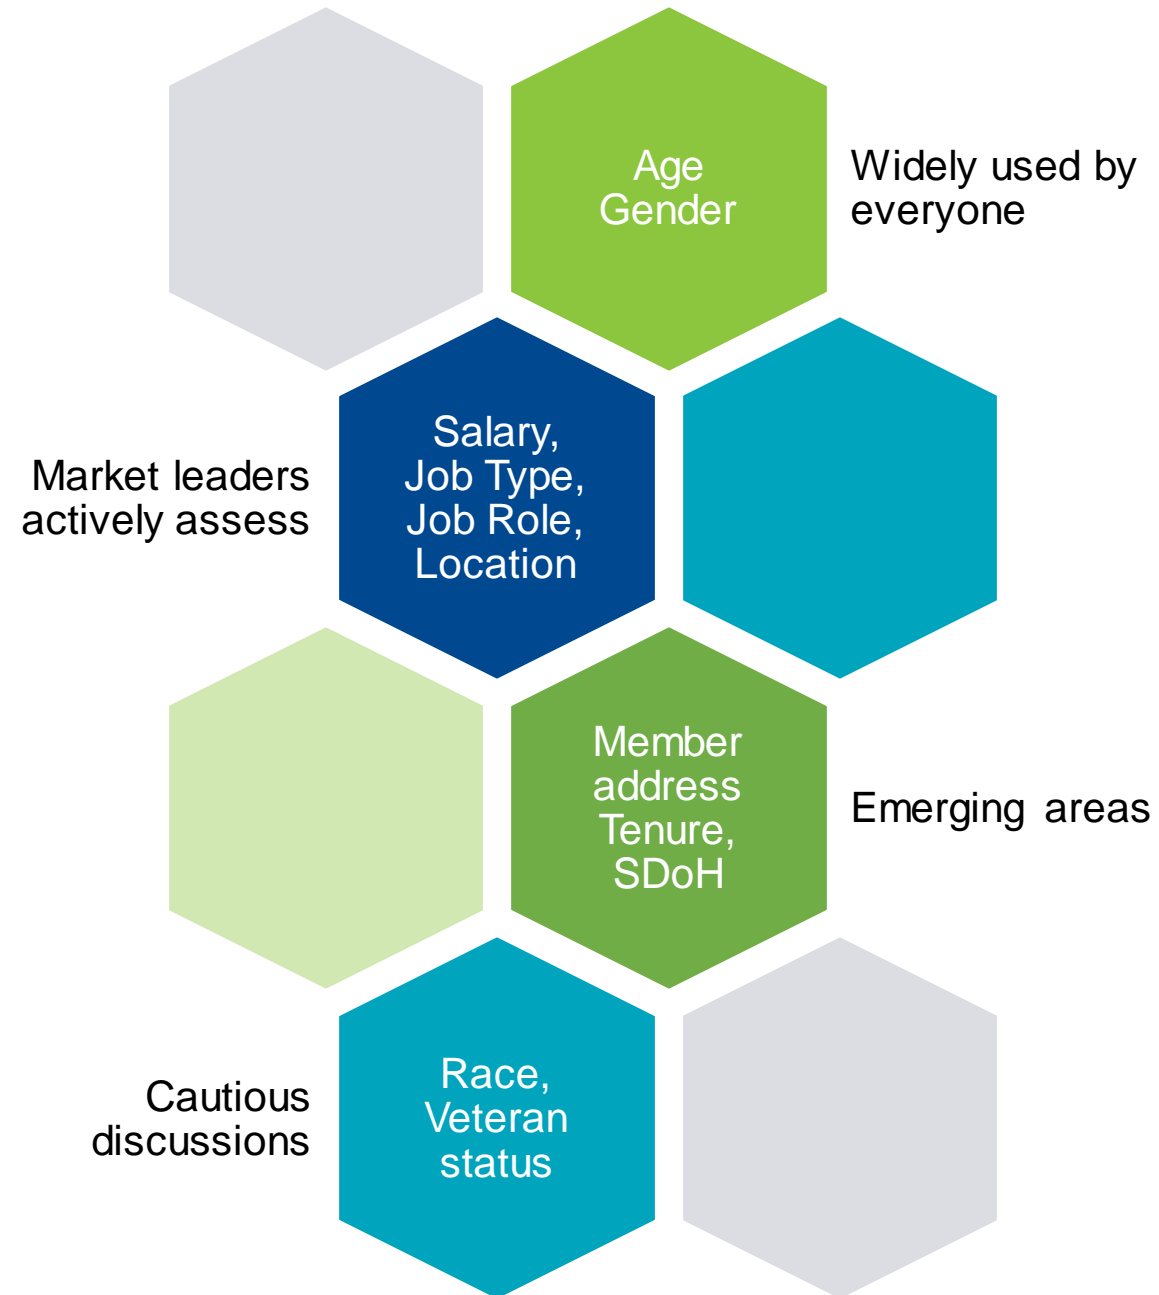 Age
Gender
Widely used by
everyone
Market leaders
actively assess
Salary,
Job Type,
Job Role,
Location
Member
address
Tenure,
SDoH
Emerging areas
Cautious
discussions
Race,
Veteran
status